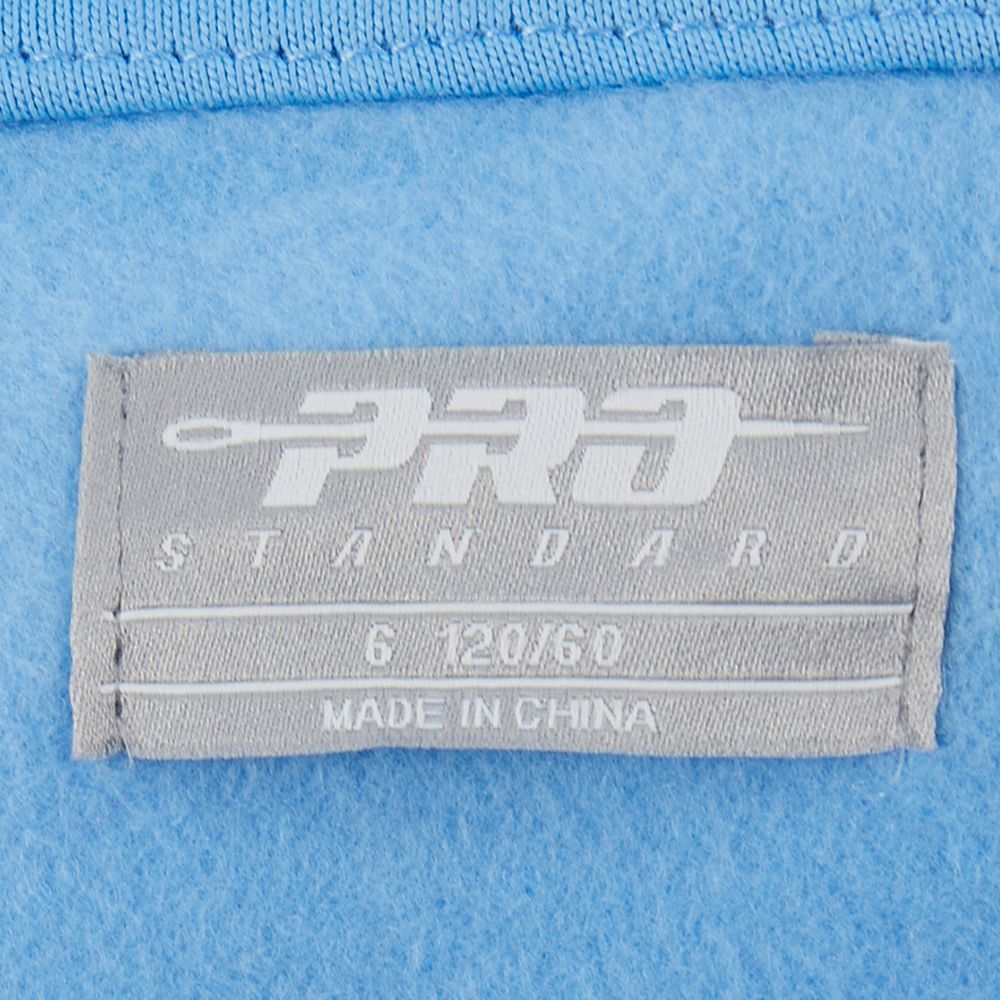 PRO
STANDARD
6 120/60
MADE IN CHINA